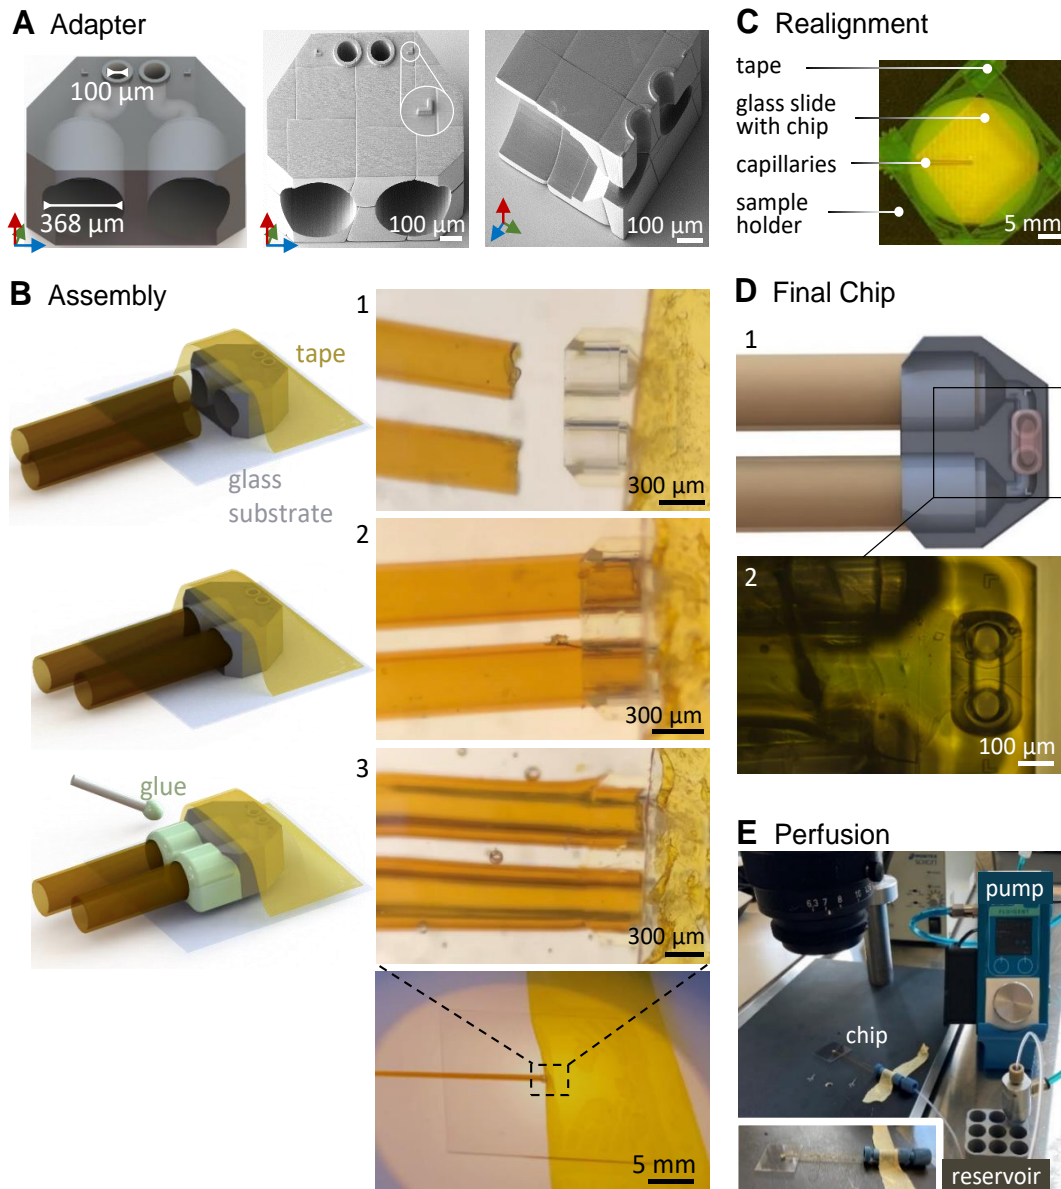 A Adapter
100 µm
368 µm
100 µm
100 µm
B Assembly
tape
glass
substrate
glue
1
300 µm
2
300 µm
3
300 µm
5 mm
C Realignment
tape
glass slide
with chip
capillaries
sample
holder
5 mm
D Final Chip
1
2
100 µm
E Perfusion
pump
chip
reservoir